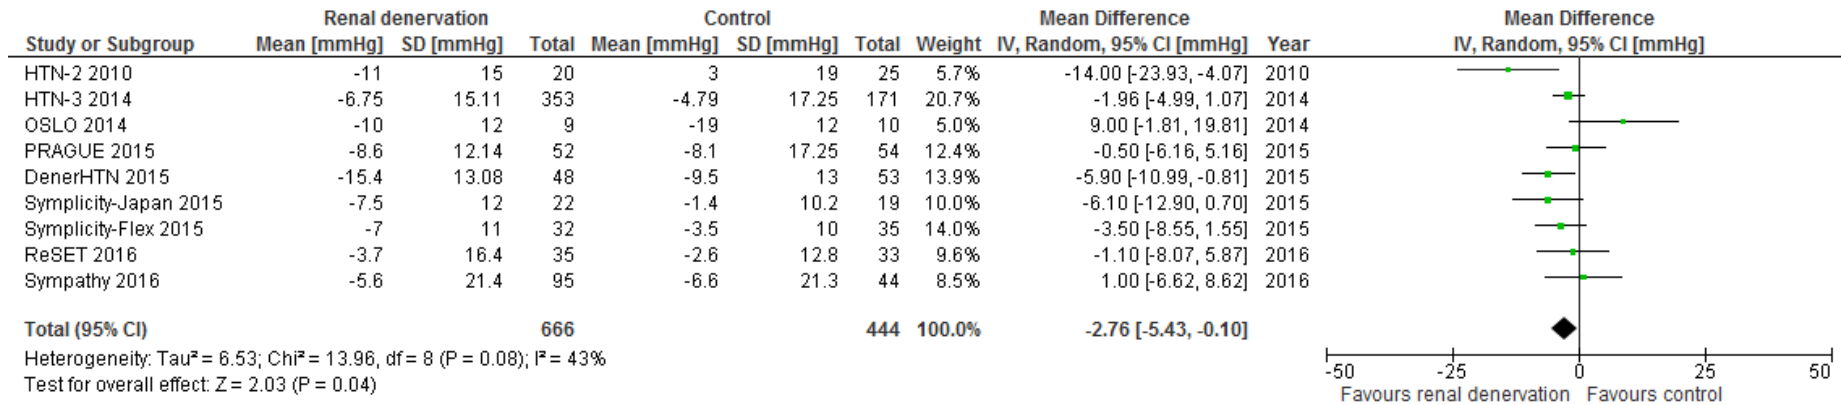 Renal denervation Control Mean Difference Mean Difference
Study or Subgroup Mean [mmHg] SD [mmHg] Total Mean [mmHg] SD [mmHg] Total Weight IV, Random, 95% CI [mmHg] Year IV, Random, 95% CI [mmHg]
HTN-2 2010 -11 15 20 3 19 25 5.7% -14.00 [-23.93, -4.07] 2010
HTN-3 2014 -6.75 15.11 353 -4.79 17.25 171 20.7% -1.96 [-4.99, 1.07] 2014
OSLO 2014 -10 12 9 -19 12 10 5.0% 9.00 [-1.81, 19.81] 2014
PRAGUE 2015 -8.6 12.14 52 -8.1 17.25 54 12.4% -0.50 [-6.16, 5.16] 2015
DenerHTN 2015 -15.4 13.08 48 -9.5 13 53 13.9% -5.90 [-10.99, -0.81] 2015
Symplicity-Japan 2015 -7.5 12 22 -1.4 10.2 19 10.0% -6.10 [-12.90, 0.70] 2015
Symplicity-Flex 2015 -7 11 32 -3.5 10 35 14.0% -3.50 [-8.55, 1.55] 2015
ReSET 2016 -3.7 16.4 35 -2.6 12.8 33 9.6% -1.10 [-8.07, 5.87] 2016
Sympathy 2016 -5.6 21.4 95 -6.6 21.3 44 8.5% 1.00 [-6.62, 8.62] 2016
Total (95% CI) 666 444 100.0% -2.76 [-5.43, -0.10]
Heterogeneity: Tau² = 6.53; Chi² = 13.96, df = 8 (P = 0.08); I² = 43%
Test for overall effect: Z = 2.03 (P = 0.04)
-50 -25 0 25 50
Favours renal denervation Favours control